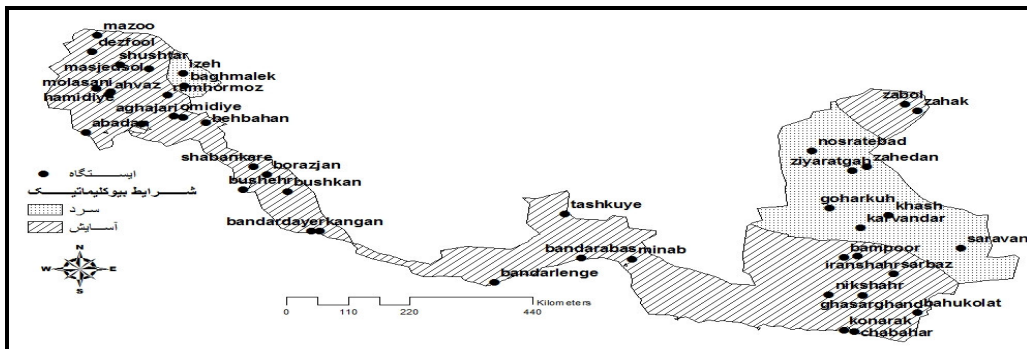 mazoo
dezfool
shushtar
masjedsol
izeh
baghmalek
molasani
ahvaz
ramhormoz
hamidiye
aghajari
omidiye
abadan
behbahan
zabol
zahak
nosratebad
ziyaratgah
zahedan
shabankare
borazjan
bushehr
bushkan
ایستگاه
شرایط بیوکلیماتیک
سرد
آسایش
goharkuh
khash
karvandar
tashkuye
bandardayerkangan
saravan
bandarabas
minab
bampoor
iranshahr
sarbaz
bandarlenge
nikshahr
ghasarghand
bahukolat
konarak
chabahar
N
W
E
S
Kilometers
0 110 220 440